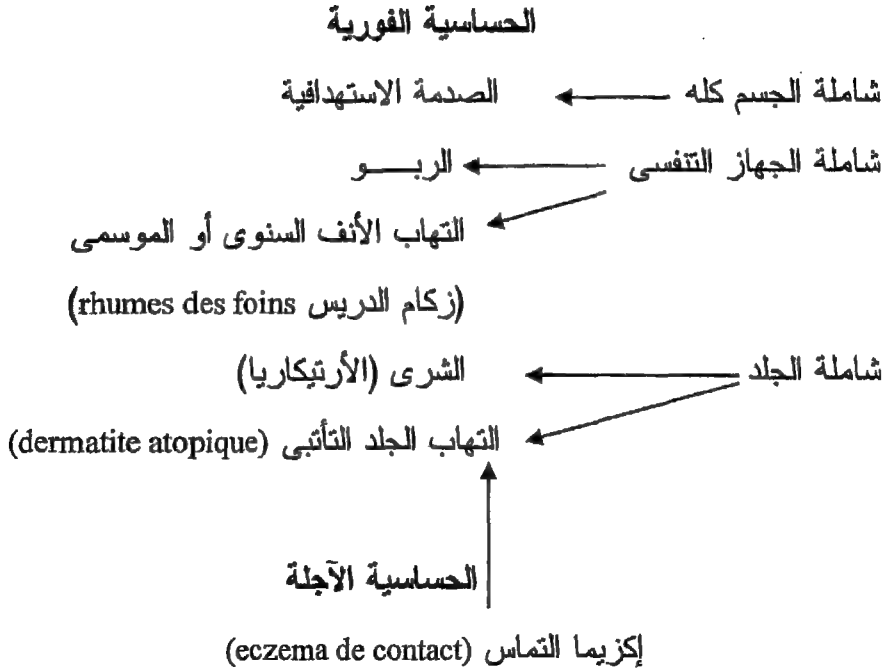 الحساسية الفورية
شاملة الجسم كله الصدمة الاستهدافية
شاملة الجهاز التنفسى الربـــو
التهاب الأنف السنوى أو الموسمى
(زكام الدريس rhumes des foins)
شاملة الجلد الشرى (الأرتيكاريا)
التهاب الجلد التأتبى (dermatite atopique)
الحساسية الآجلة
إكزيما التماس (eczema de contact)